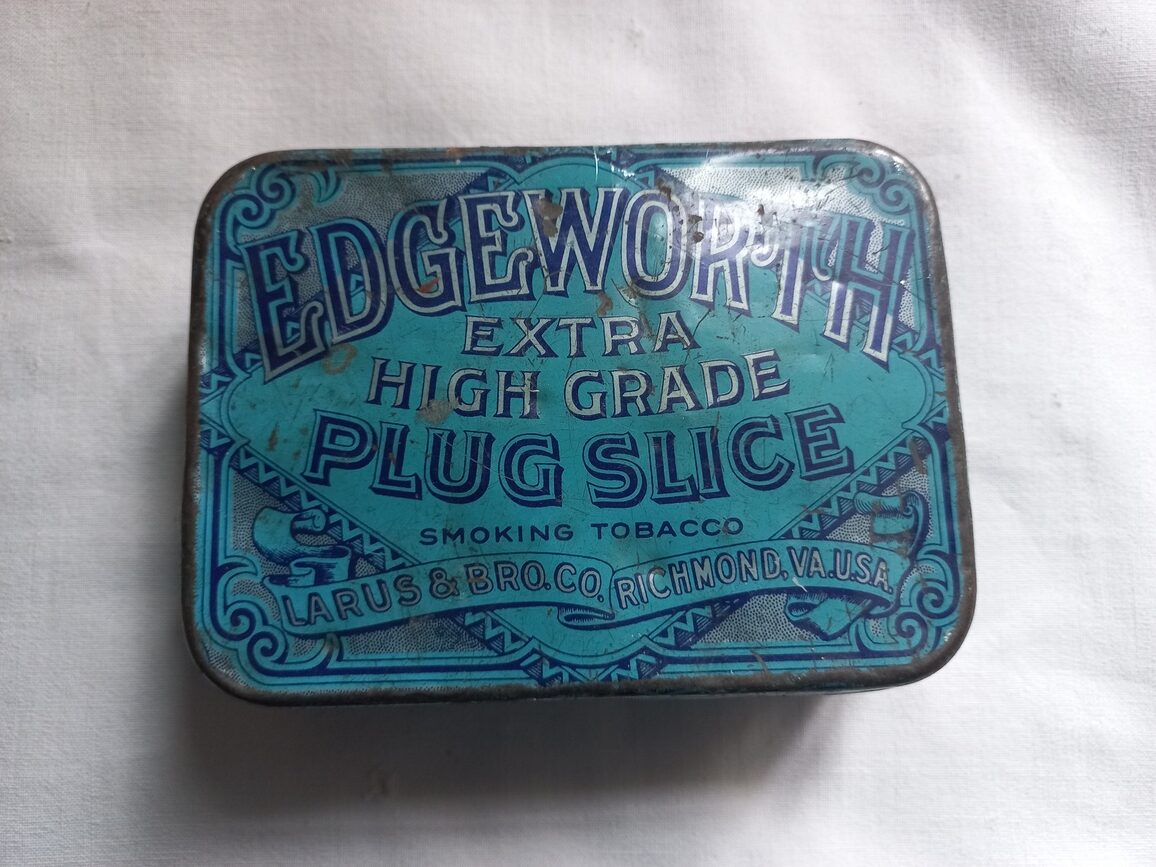 EDGEWORTH
EXTRA
HIGH GRADE
PLUG SLICE
SMOKING TOBACCO
LARUS & BRO. CO. RICHMOND, VA. U.S.A.